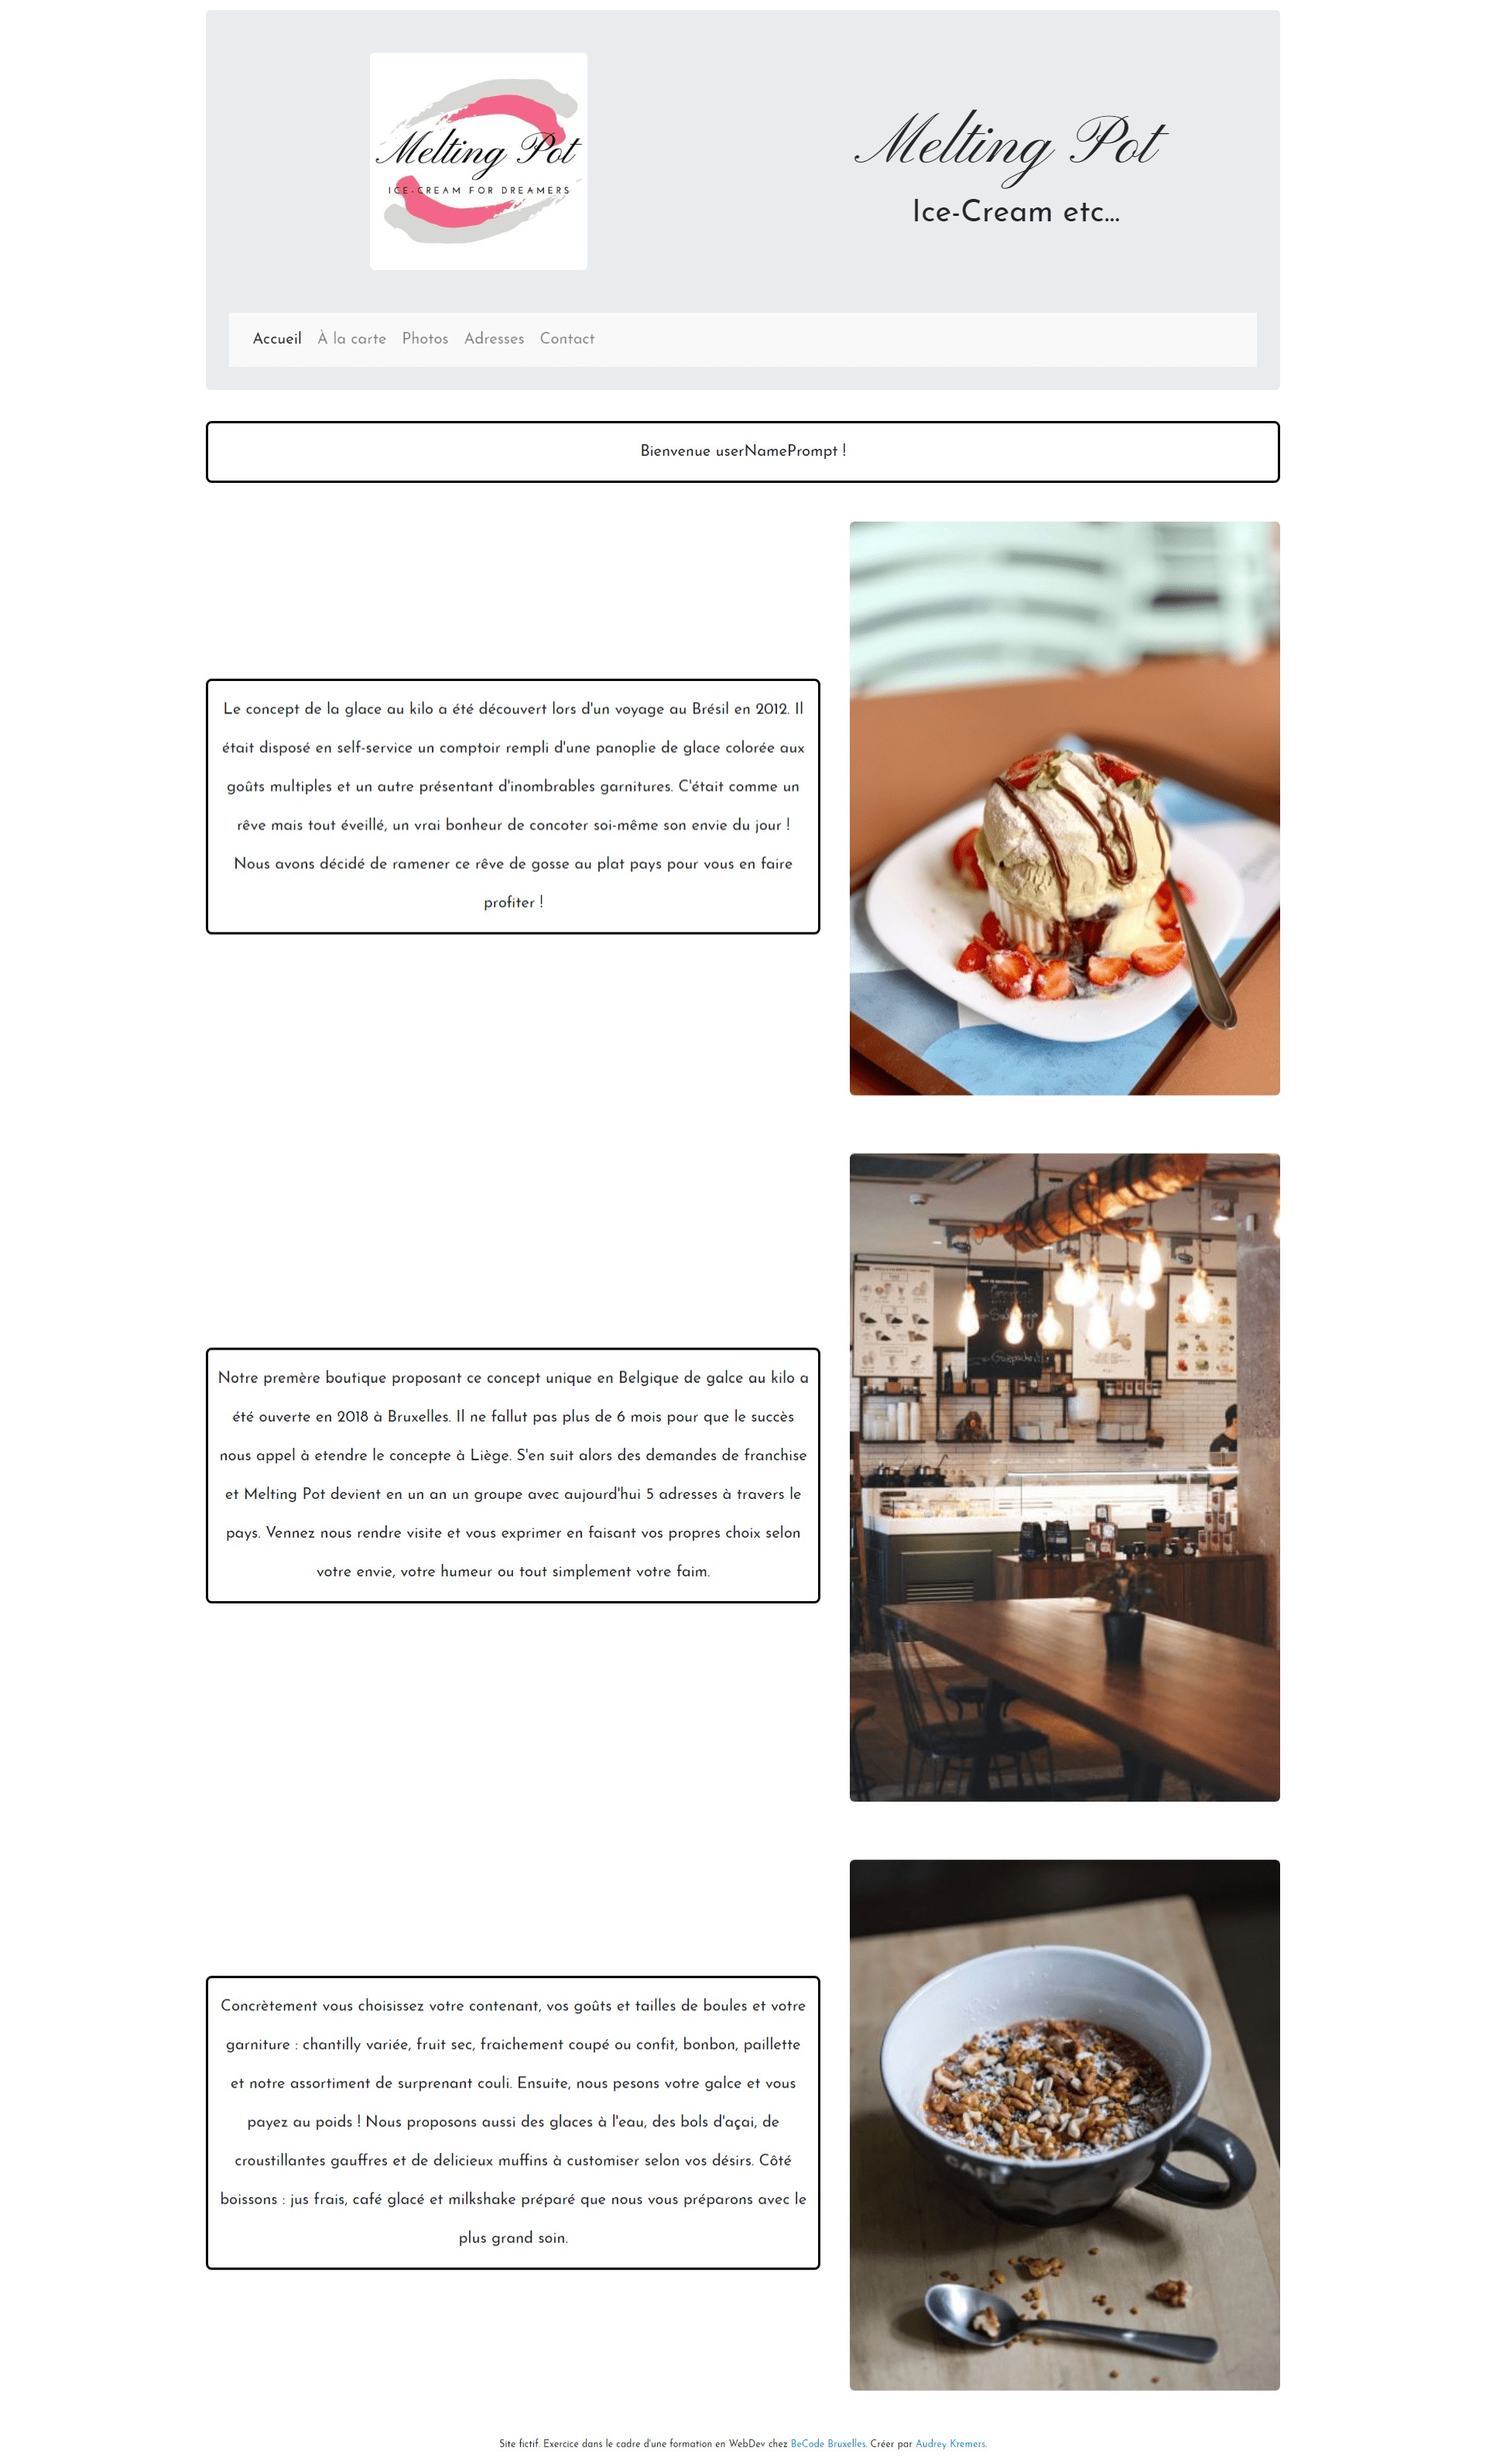 Melting Pot
ICE-CREAM FOR DREAMERS
Melting Pot
Ice-Cream etc...
Accueil À la carte Photos Adresses Contact
Bienvenue userNamePrompt !
Le concept de la glace au kilo a été découvert lors d'un voyage au Brésil en 2012. Il
était disposé en self-service un comptoir rempli d'une panoplie de glace colorée aux
goûts multiples et un autre présentant d'inombrables garnitures. C'était comme un
rêve mais tout éveillé, un vrai bonheur de concoter soi-même son envie du jour !
Nous avons décidé de ramener ce rêve de gosse au plat pays pour vous en faire
profiter !
Notre premère boutique proposant ce concept unique en Belgique de galce au kilo a
été ouverte en 2018 à Bruxelles. Il ne fallut pas plus de 6 mois pour que le succès
nous appel à etendre le concepte à Liège. S'en suit alors des demandes de franchise
et Melting Pot devient en un an un groupe avec aujourd'hui 5 adresses à travers le
pays. Vennez nous rendre visite et vous exprimer en faisant vos propres choix selon
votre envie, votre humeur ou tout simplement votre faim.
Concrètement vous choisissez votre contenant, vos goûts et tailles de boules et votre
garniture : chantilly variée, fruit sec, fraichement coupé ou confit, bonbon, paillette
et notre assortiment de surprenant couli. Ensuite, nous pesons votre galce et vous
payez au poids ! Nous proposons aussi des glaces à l'eau, des bols d'açai, de
croustillantes gauffres et de delicieux muffins à customiser selon vos désirs. Côté
boissons : jus frais, café glacé et milkshake préparé que nous vous préparons avec le
plus grand soin.
CAFÉ
Site fictif. Exercice dans le cadre d'une formation en WebDev chez BeCode Bruxelles. Créer par Audrey Kremers.